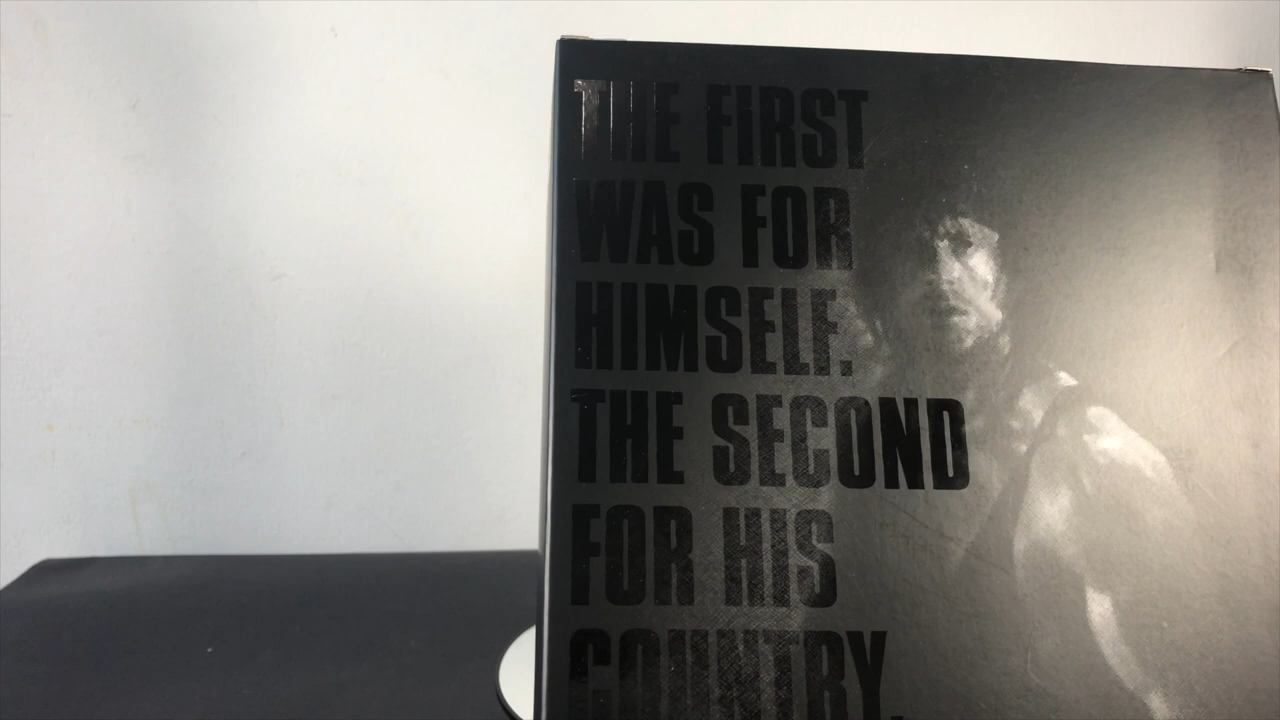 THE FIRST
WAS FOR
HIMSELF.
THE SECOND
FOR HIS
COUNTRY.